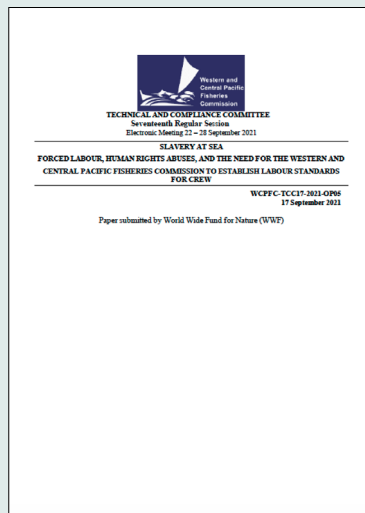 Western and
Central Pacific
Fisheries
Commission
TECHNICAL AND COMPLIANCE COMMITTEE
Seventeenth Regular Session
Electronic Meeting 22 – 28 September 2021
SLAVERY AT SEA
FORCED LABOUR, HUMAN RIGHTS ABUSES, AND THE NEED FOR THE WESTERN AND
CENTRAL PACIFIC FISHERIES COMMISSION TO ESTABLISH LABOUR STANDARDS
FOR CREW
WCPFC-TCC17-2021-OP05
17 September 2021
Paper submitted by World Wide Fund for Nature (WWF)